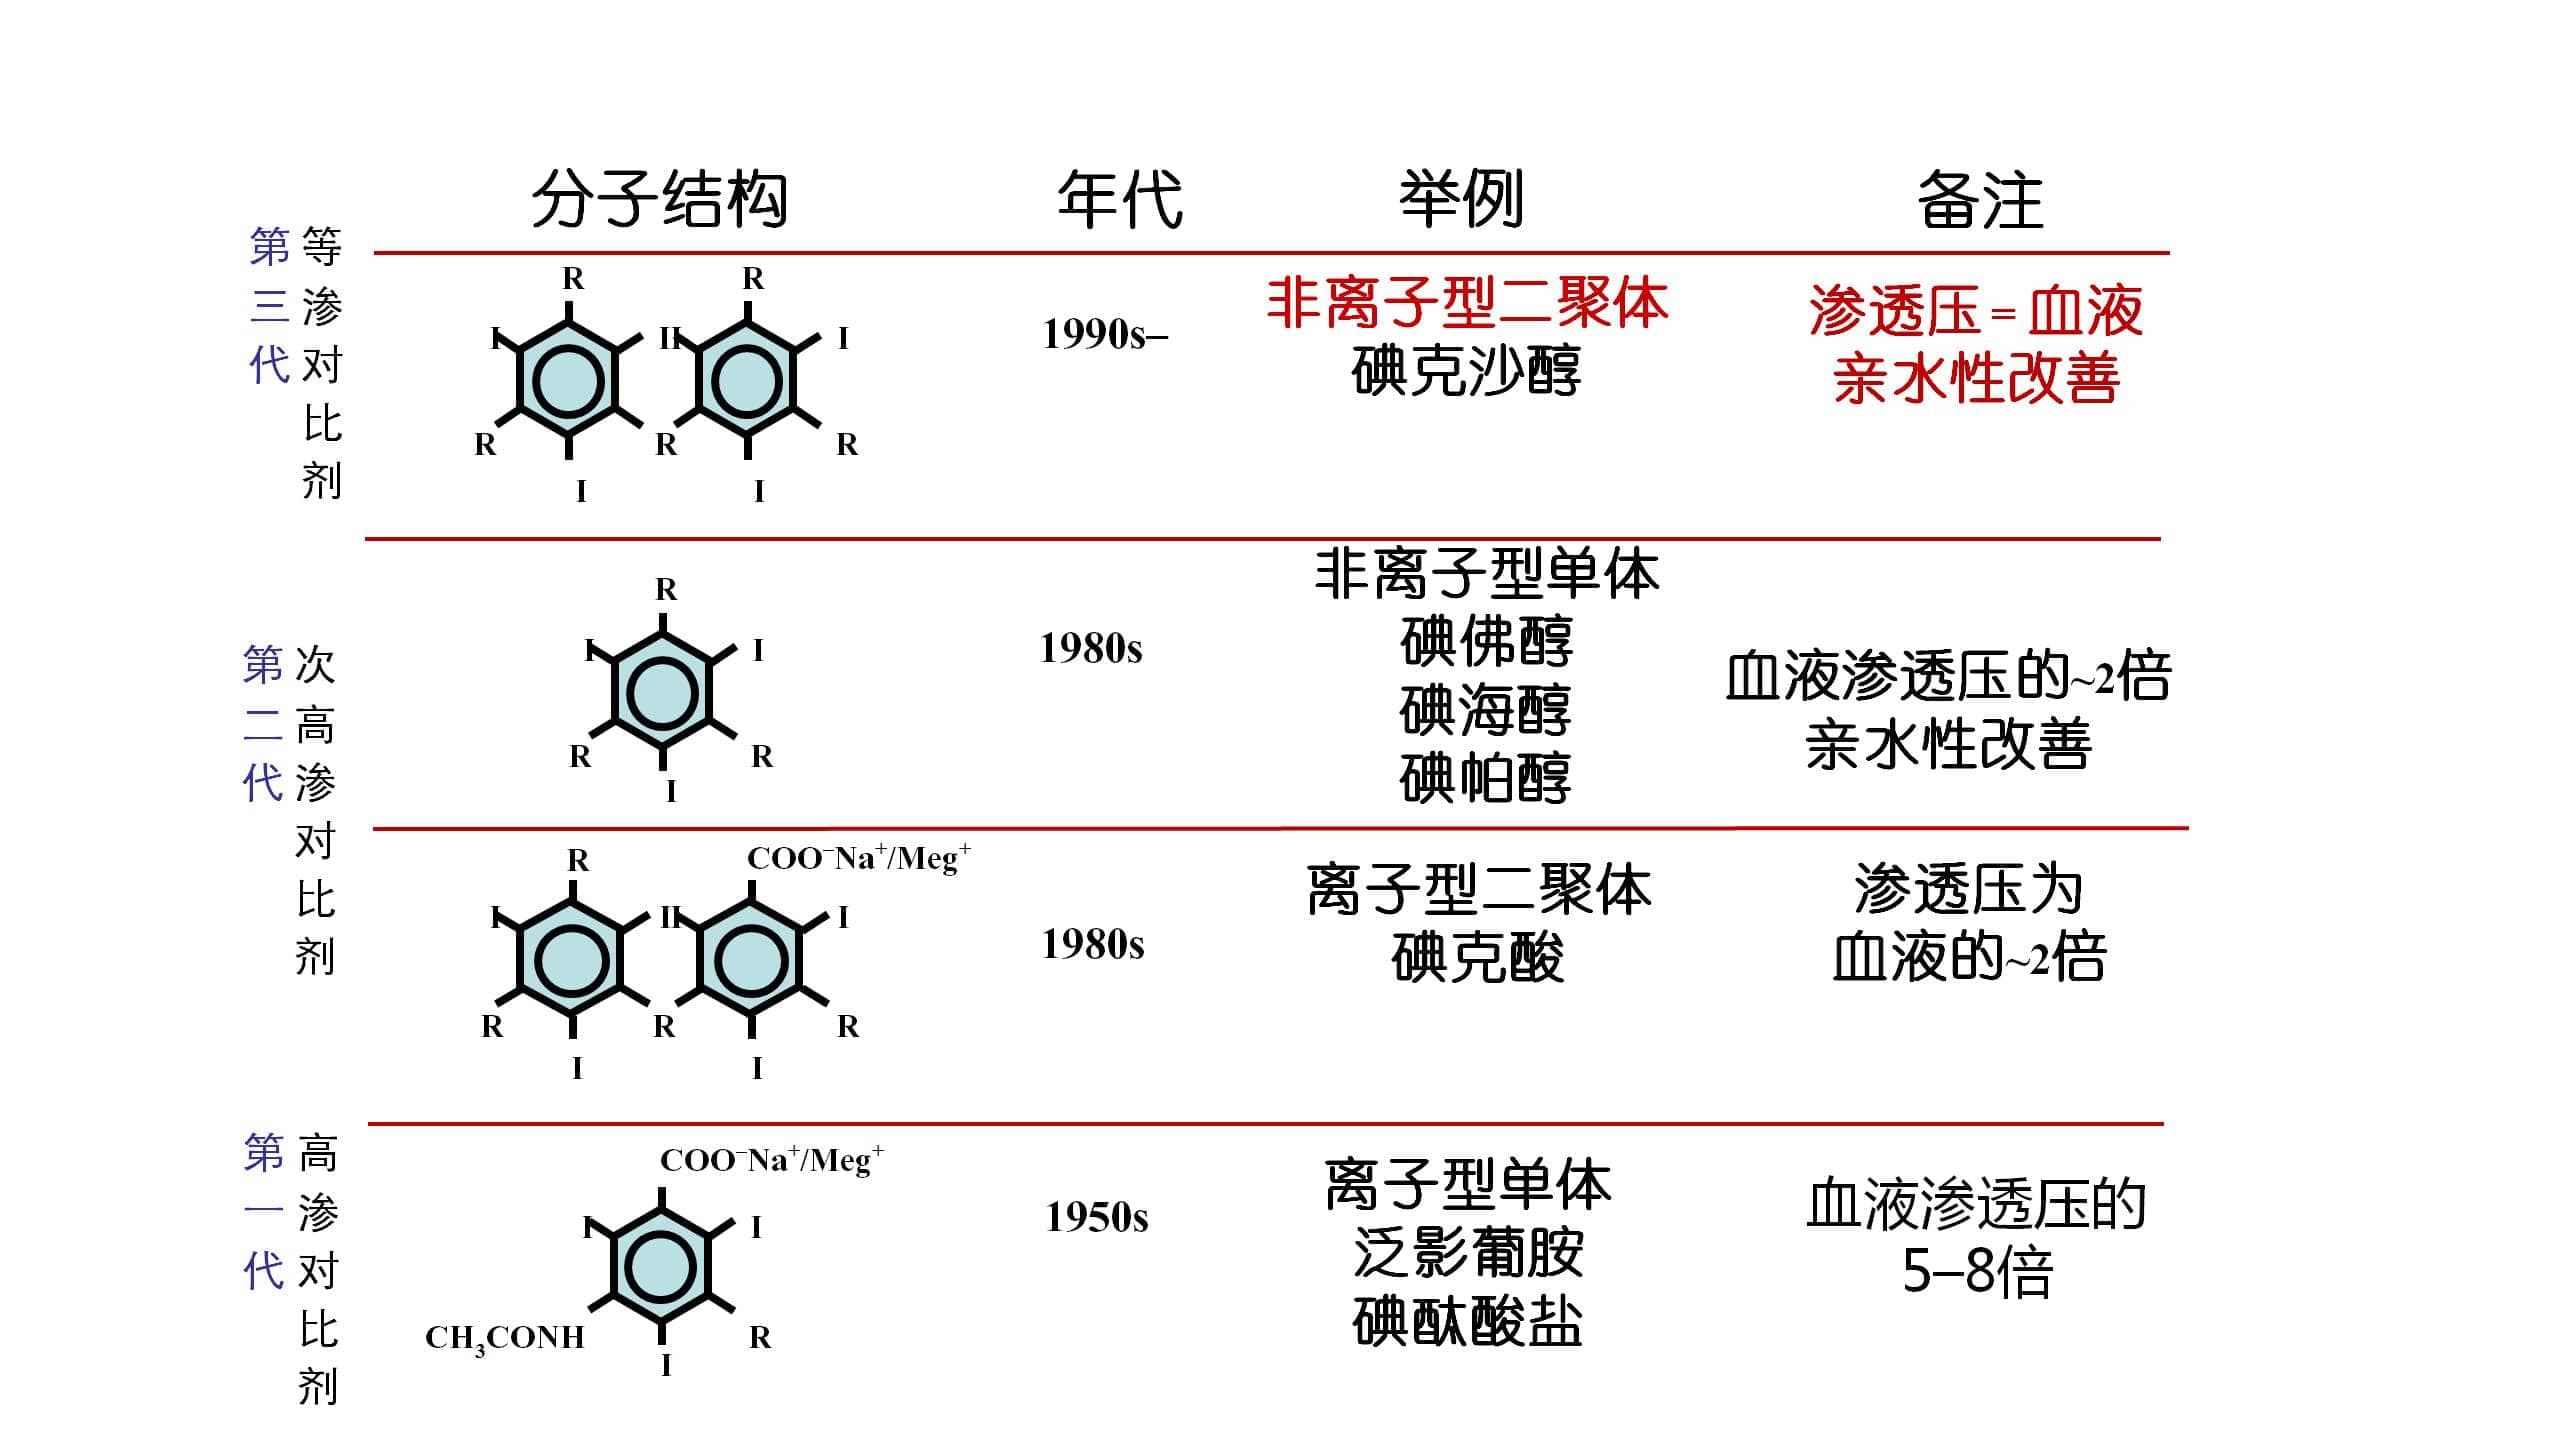 分子结构 年代 举例 备注
第三代
等渗对比剂
R R
I II I
R R R
I I
1990s–
非离子型二聚体
碘克沙醇
渗透压 = 血液
亲水性改善
第二代
次高渗对比剂
R
I I
R R
I
1980s
非离子型单体
碘佛醇
碘海醇
碘帕醇
血液渗透压的~2倍
亲水性改善
R COO⁻Na⁺/Meg⁺
I II I
R R R
I I
1980s
离子型二聚体
碘克酸
渗透压为
血液的~2倍
第一代
高渗对比剂
COO⁻Na⁺/Meg⁺
I I
CH₃CONH R
I
1950s
离子型单体
泛影葡胺
碘酞酸盐
血液渗透压的
5–8倍